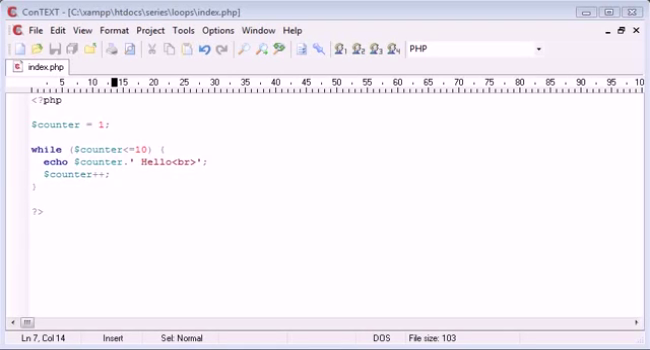 ConTEXT - [C:\xampp\htdocs\series\loops\index.php]
File Edit View Format Project Tools Options Window Help
PHP
index.php
5 10 15 20 25 30 35 40 45 50 55 60 65 70 75 80 85 90 95 10
<?php
$counter = 1;
while ($counter<=10) {
echo $counter.' Hello<br>';
$counter++;
}
?>
Ln 7, Col 14 Insert Sel: Normal DOS File size: 103